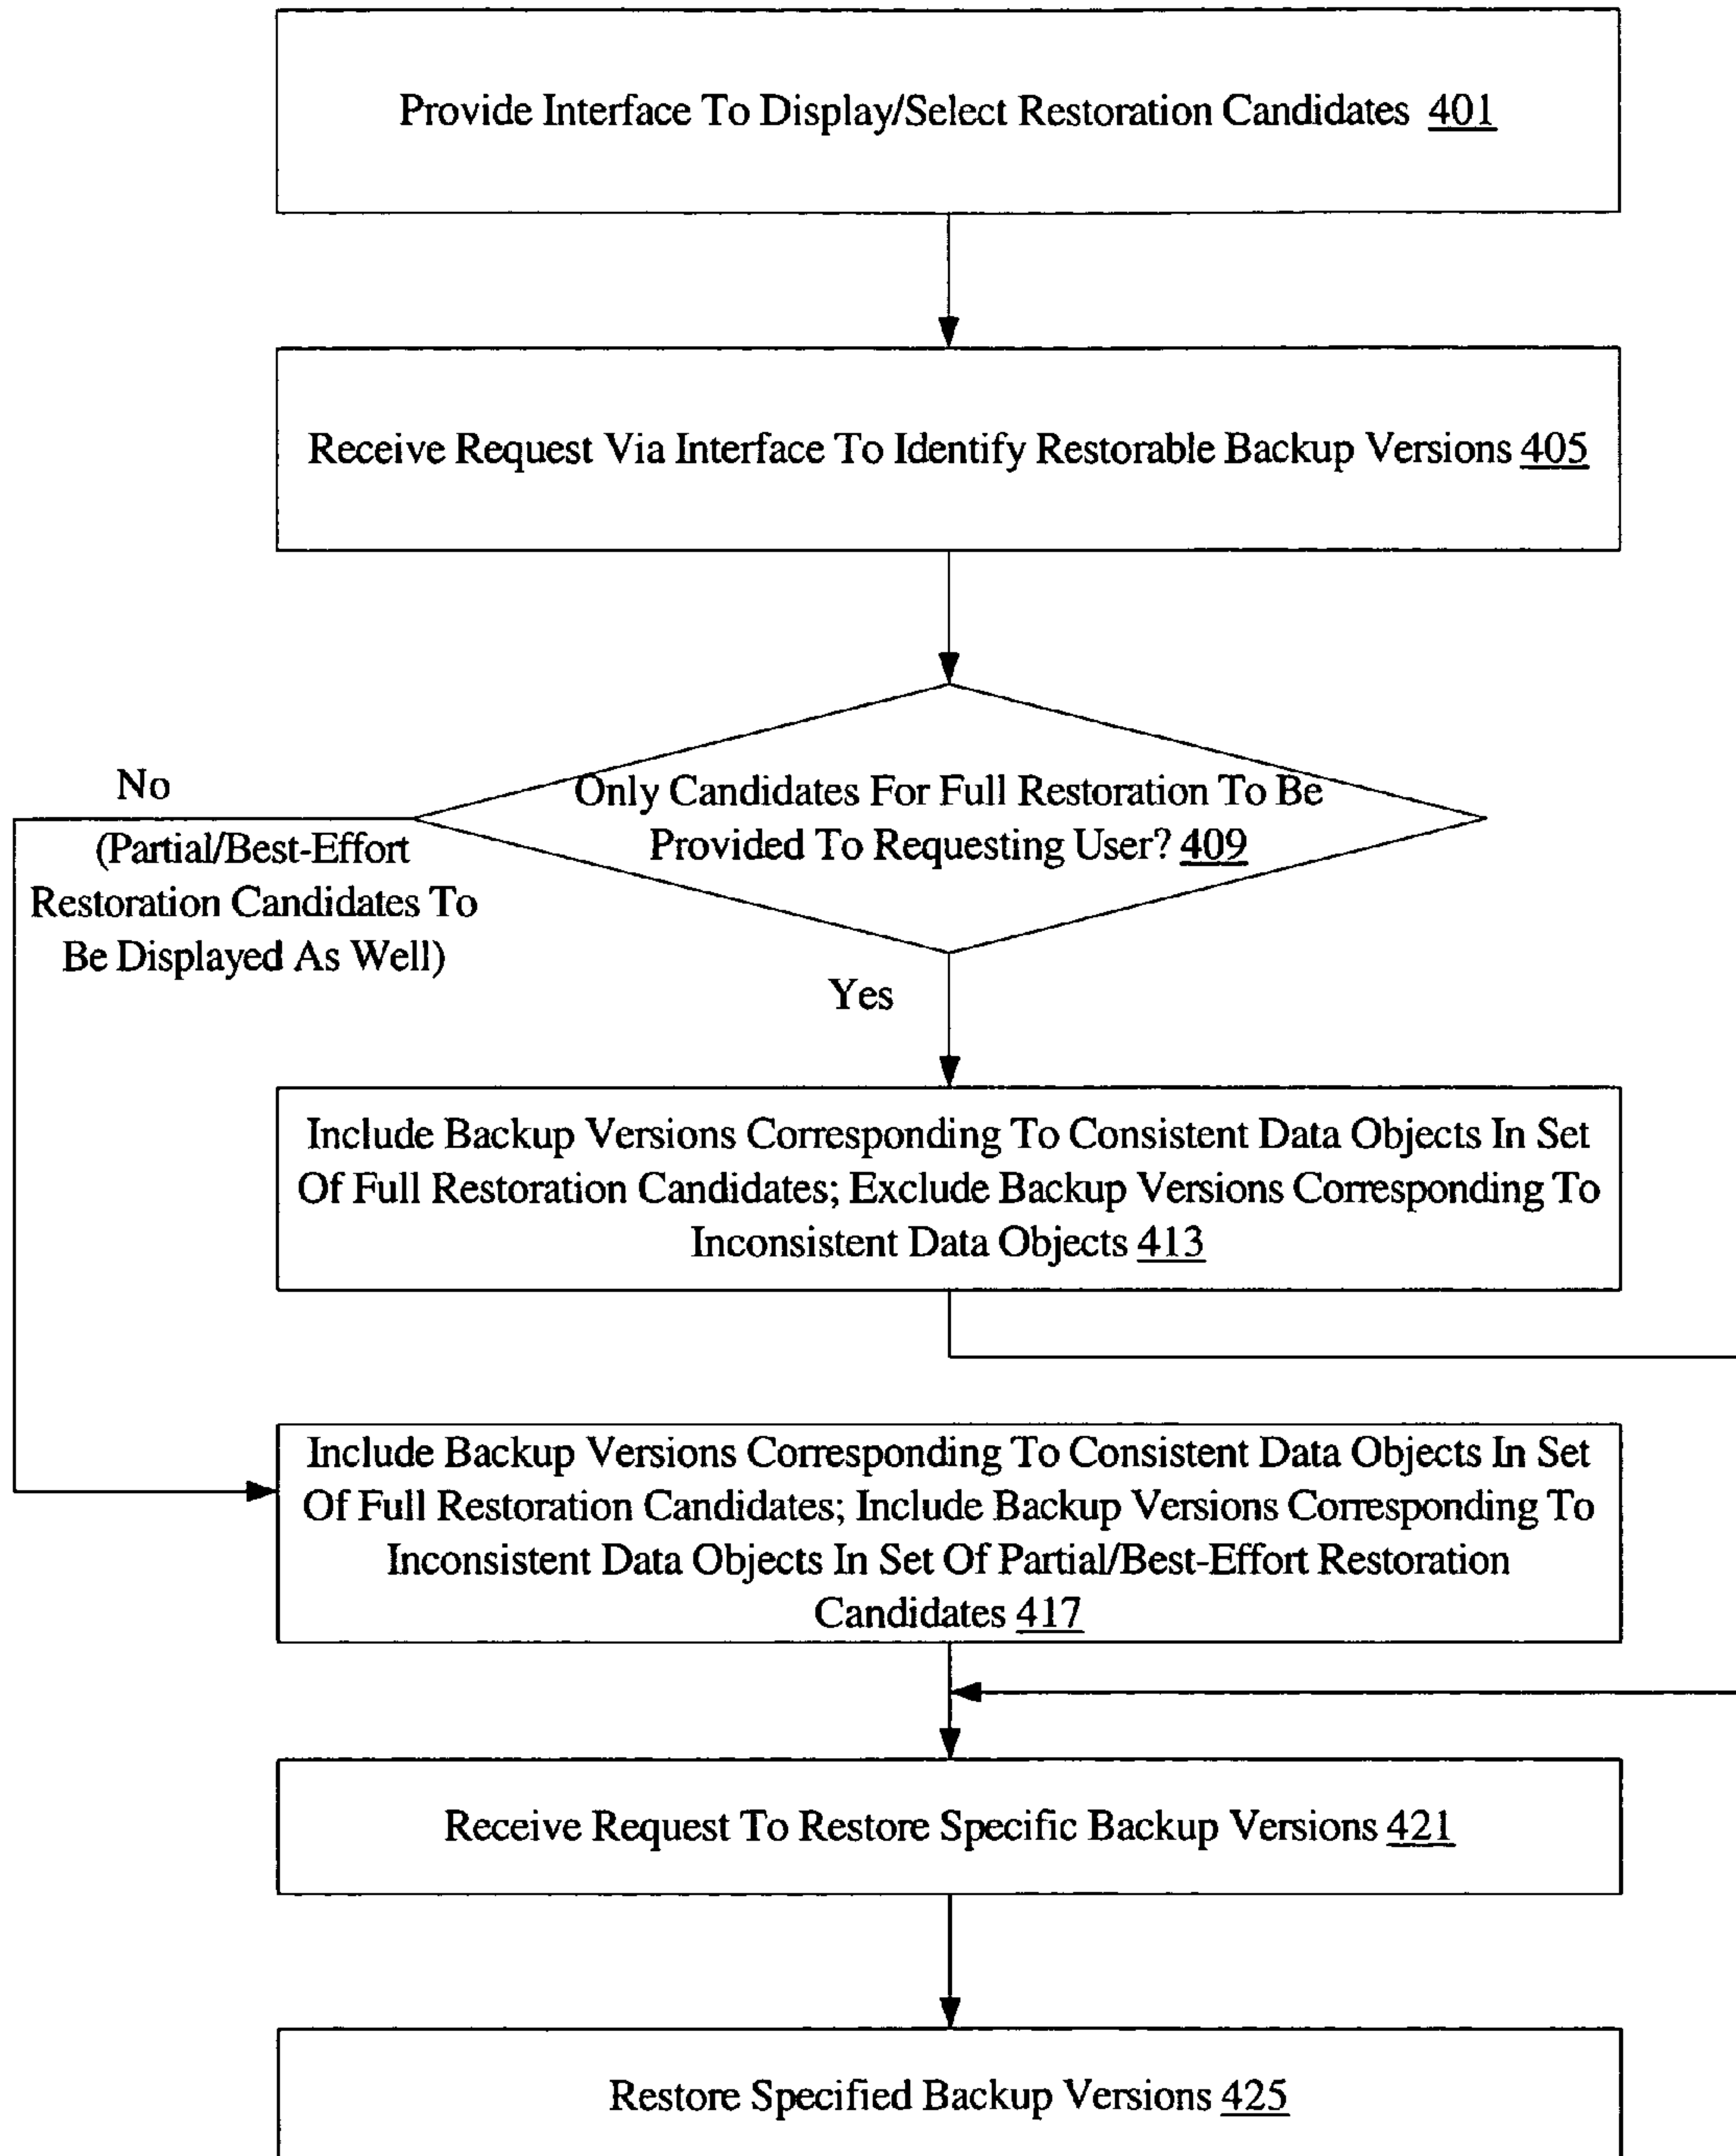 Provide Interface To Display/Select Restoration Candidates 401
Receive Request Via Interface To Identify Restorable Backup Versions 405
Only Candidates For Full Restoration To Be
Provided To Requesting User? 409
No
(Partial/Best-Effort
Restoration Candidates To
Be Displayed As Well)
Yes
Include Backup Versions Corresponding To Consistent Data Objects In Set
Of Full Restoration Candidates; Exclude Backup Versions Corresponding To
Inconsistent Data Objects 413
Include Backup Versions Corresponding To Consistent Data Objects In Set
Of Full Restoration Candidates; Include Backup Versions Corresponding To
Inconsistent Data Objects In Set Of Partial/Best-Effort Restoration
Candidates 417
Receive Request To Restore Specific Backup Versions 421
Restore Specified Backup Versions 425